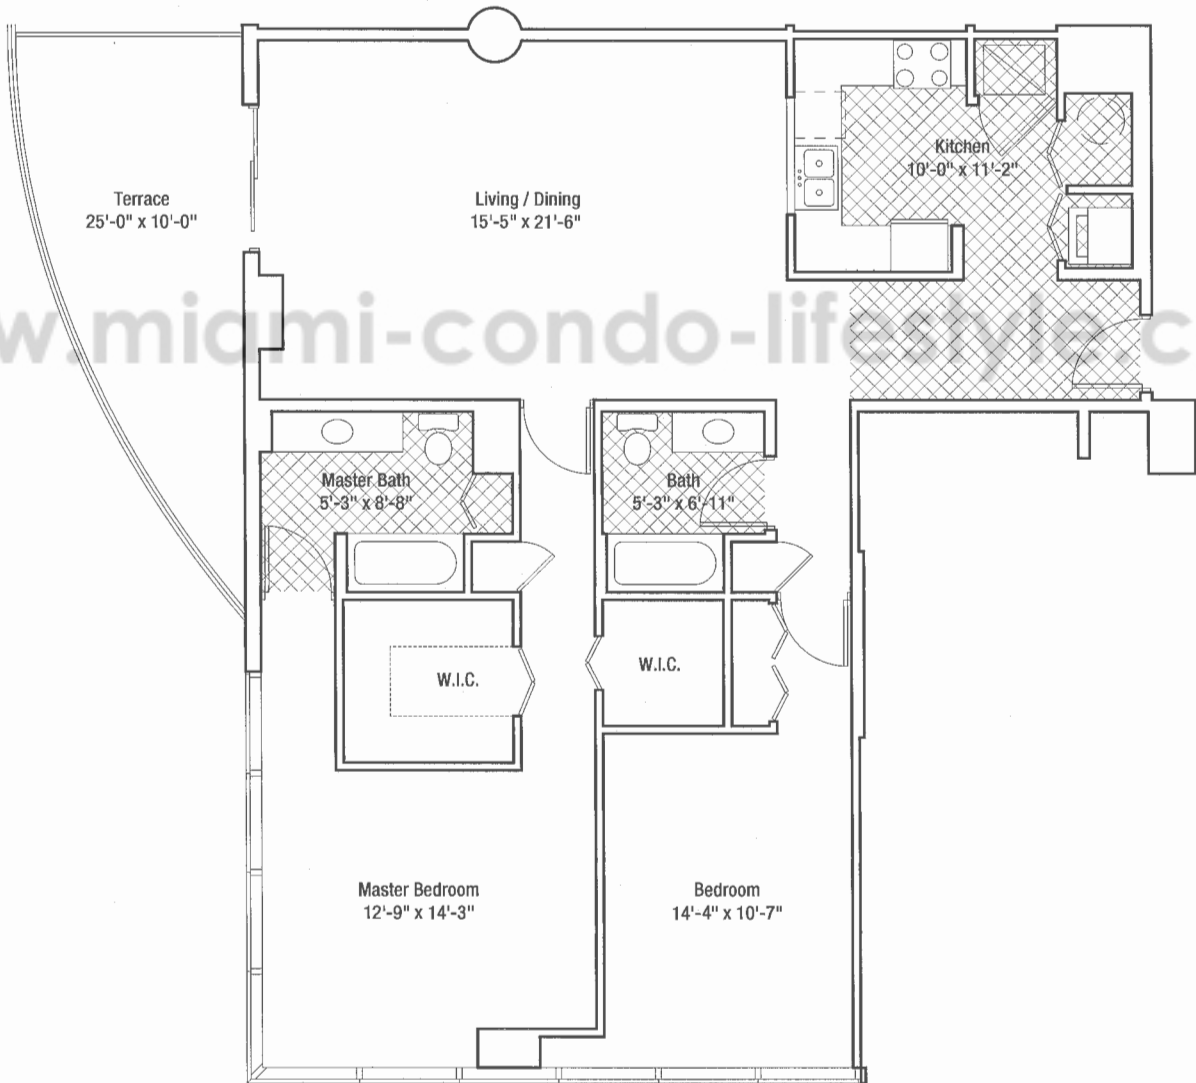 Kitchen
10'-0" x 11'-2"
Terrace
25'-0" x 10'-0"
Living / Dining
15'-5" x 21'-6"
w.miami-condo-lifestyle.c
Master Bath
5'-3" x 8'-8"
Bath
5'-3" x 6'-11"
W.I.C.
W.I.C.
Master Bedroom
12'-9" x 14'-3"
Bedroom
14'-4" x 10'-7"